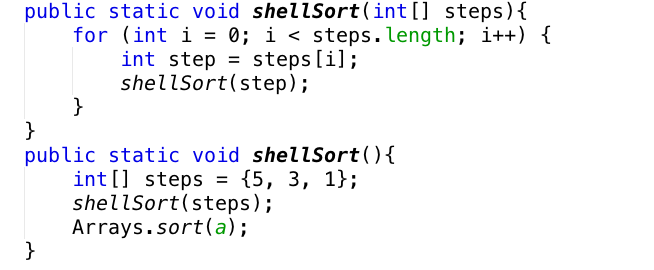 public static void shellSort(int[] steps){
    for (int i = 0; i < steps.length; i++) {
        int step = steps[i];
        shellSort(step);
    }
}
public static void shellSort(){
    int[] steps = {5, 3, 1};
    shellSort(steps);
    Arrays.sort(a);
}